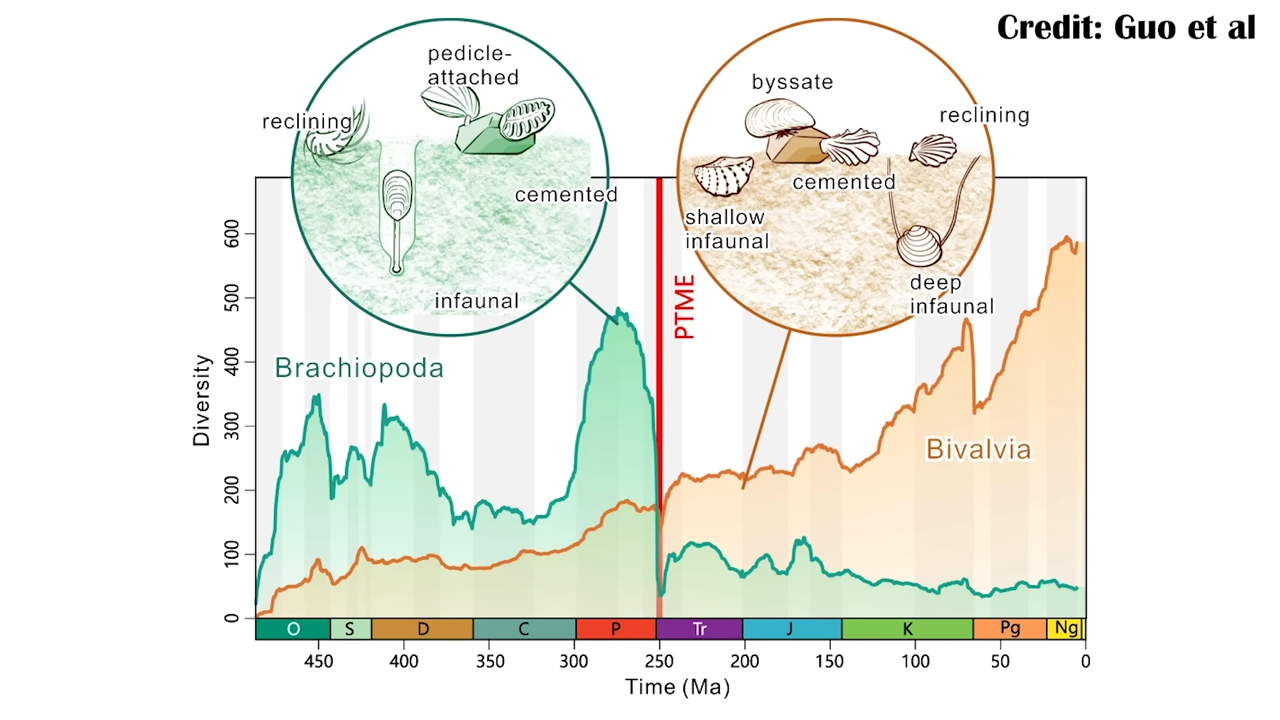 Credit: Guo et al
pedicle-
attached
reclining
cemented
infaunal
byssate
reclining
cemented
shallow
infaunal
deep
infaunal
PTME
Brachiopoda
Bivalvia
Diversity
600
500
400
300
200
100
0
O S D C P Tr J K Pg Ng
450 400 350 300 250 200 150 100 50 0
Time (Ma)